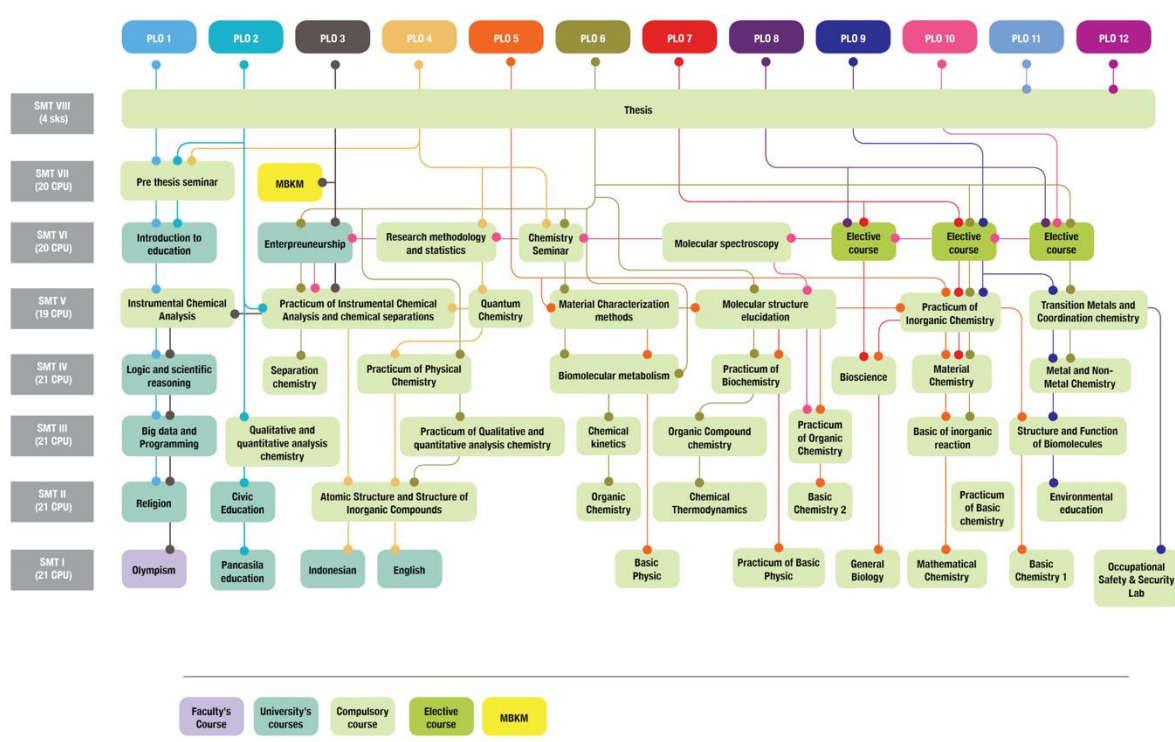 PLO 1
PLO 2
PLO 3
PLO 4
PLO 5
PLO 6
PLO 7
PLO 8
PLO 9
PLO 10
PLO 11
PLO 12
SMT VIII
(4 sks)
Thesis
SMT VII
(20 CPU)
Pre thesis seminar
MBKM
SMT VI
(20 CPU)
Introduction to
education
Enterpreuneurship
Research methodology
and statistics
Chemistry
Seminar
Molecular spectroscopy
Elective
course
Elective
course
Elective
course
SMT V
(19 CPU)
Instrumental Chemical
Analysis
Practicum of Instrumental Chemical
Analysis and chemical separations
Quantum
Chemistry
Material Characterization
methods
Molecular structure
elucidation
Practicum of
Inorganic Chemistry
Transition Metals and
Coordination chemistry
SMT IV
(21 CPU)
Logic and scientific
reasoning
Separation
chemistry
Practicum of Physical
Chemistry
Biomolecular metabolism
Practicum of
Biochemistry
Bioscience
Material
Chemistry
Metal and Non-
Metal Chemistry
SMT III
(21 CPU)
Big data and
Programming
Qualitative and
quantitative analysis
chemistry
Practicum of Qualitative and
quantitative analysis chemistry
Chemical
kinetics
Organic Compound
chemistry
Practicum
of Organic
Chemistry
Basic of inorganic
reaction
Structure and Function
of Biomolecules
SMT II
(21 CPU)
Religion
Civic
Education
Atomic Structure and Structure of
Inorganic Compounds
Organic
Chemistry
Chemical
Thermodynamics
Basic
Chemistry 2
Practicum
of Basic
chemistry
Environmental
education
SMT I
(21 CPU)
Olympism
Pancasila
education
Indonesian
English
Basic
Physic
Practicum of Basic
Physic
General
Biology
Mathematical
Chemistry
Basic
Chemistry 1
Occupational
Safety & Security
Lab
Faculty's
Course
University's
courses
Compulsory
course
Elective
course
MBKM